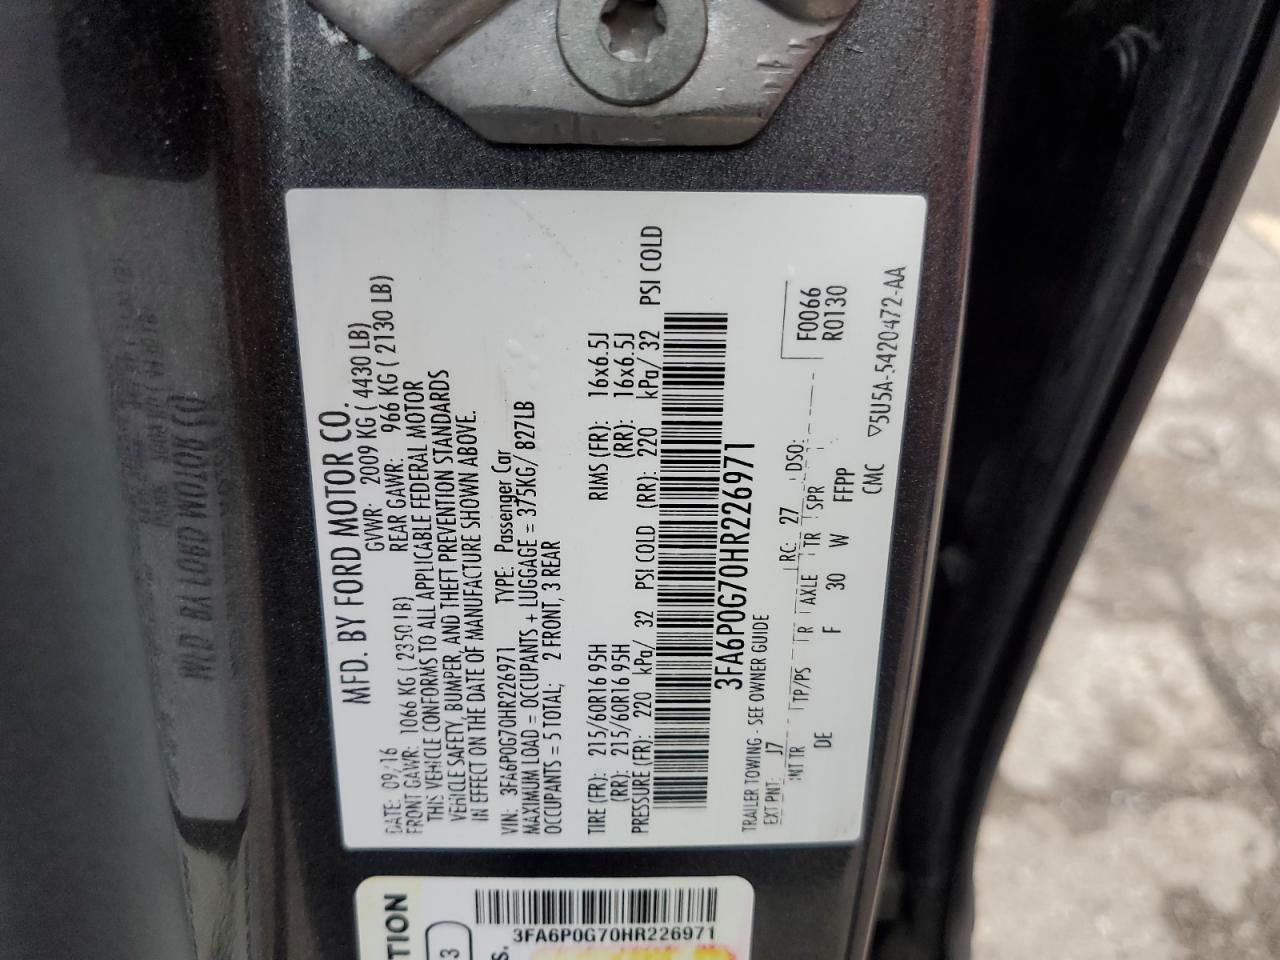 MFD. BY FORD MOTOR CO.
DATE: 09/16 GVWR: 2009 KG ( 4430 LB)
FRONT GAWR: 1066 KG ( 2350 LB) REAR GAWR: 966 KG ( 2130 LB)
THIS VEHICLE CONFORMS TO ALL APPLICABLE FEDERAL MOTOR
VEHICLE SAFETY, BUMPER, AND THEFT PREVENTION STANDARDS
IN EFFECT ON THE DATE OF MANUFACTURE SHOWN ABOVE.
VIN: 3FA6P0G70HR226971 TYPE: Passenger Car
MAXIMUM LOAD = OCCUPANTS + LUGGAGE = 375KG/ 827LB
OCCUPANTS = 5 TOTAL; 2 FRONT, 3 REAR
TIRE (FR): 215/60R16 95H RIMS (FR): 16x6.5J
(RR): 215/60R16 95H (RR): 16x6.5J
PRESSURE (FR): 220 kPa/ 32 PSI COLD (RR): 220 kPa/ 32 PSI COLD
3FA6P0G70HR226971
TRAILER TOWING - SEE OWNER GUIDE
EXT PNT: J7 RC: 27 DSO:
INT TR TP/PS R AXLE TR SPR
DE F 30 W FFPP
F0066
R0130
CMC ▽5U5A-5420472-AA
TION
3
S.
3FA6P0G70HR226971